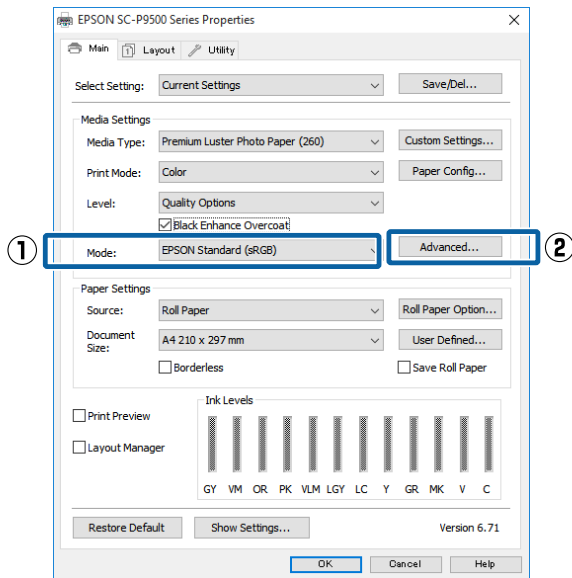 EPSON SC-P9500 Series Properties
Main Layout Utility
Select Setting: Current Settings Save/Del...
Media Settings
Media Type: Premium Luster Photo Paper (260) Custom Settings...
Print Mode: Color Paper Config...
Level: Quality Options
Black Enhance Overcoat
① Mode: EPSON Standard (sRGB) Advanced... ②
Paper Settings
Source: Roll Paper Roll Paper Option...
Document
Size: A4 210 x 297 mm User Defined...
Borderless Save Roll Paper
Ink Levels
Print Preview
Layout Manager
GY VM OR PK VLM LGY LC Y GR MK V C
Restore Default Show Settings... Version 6.71
OK Cancel Help